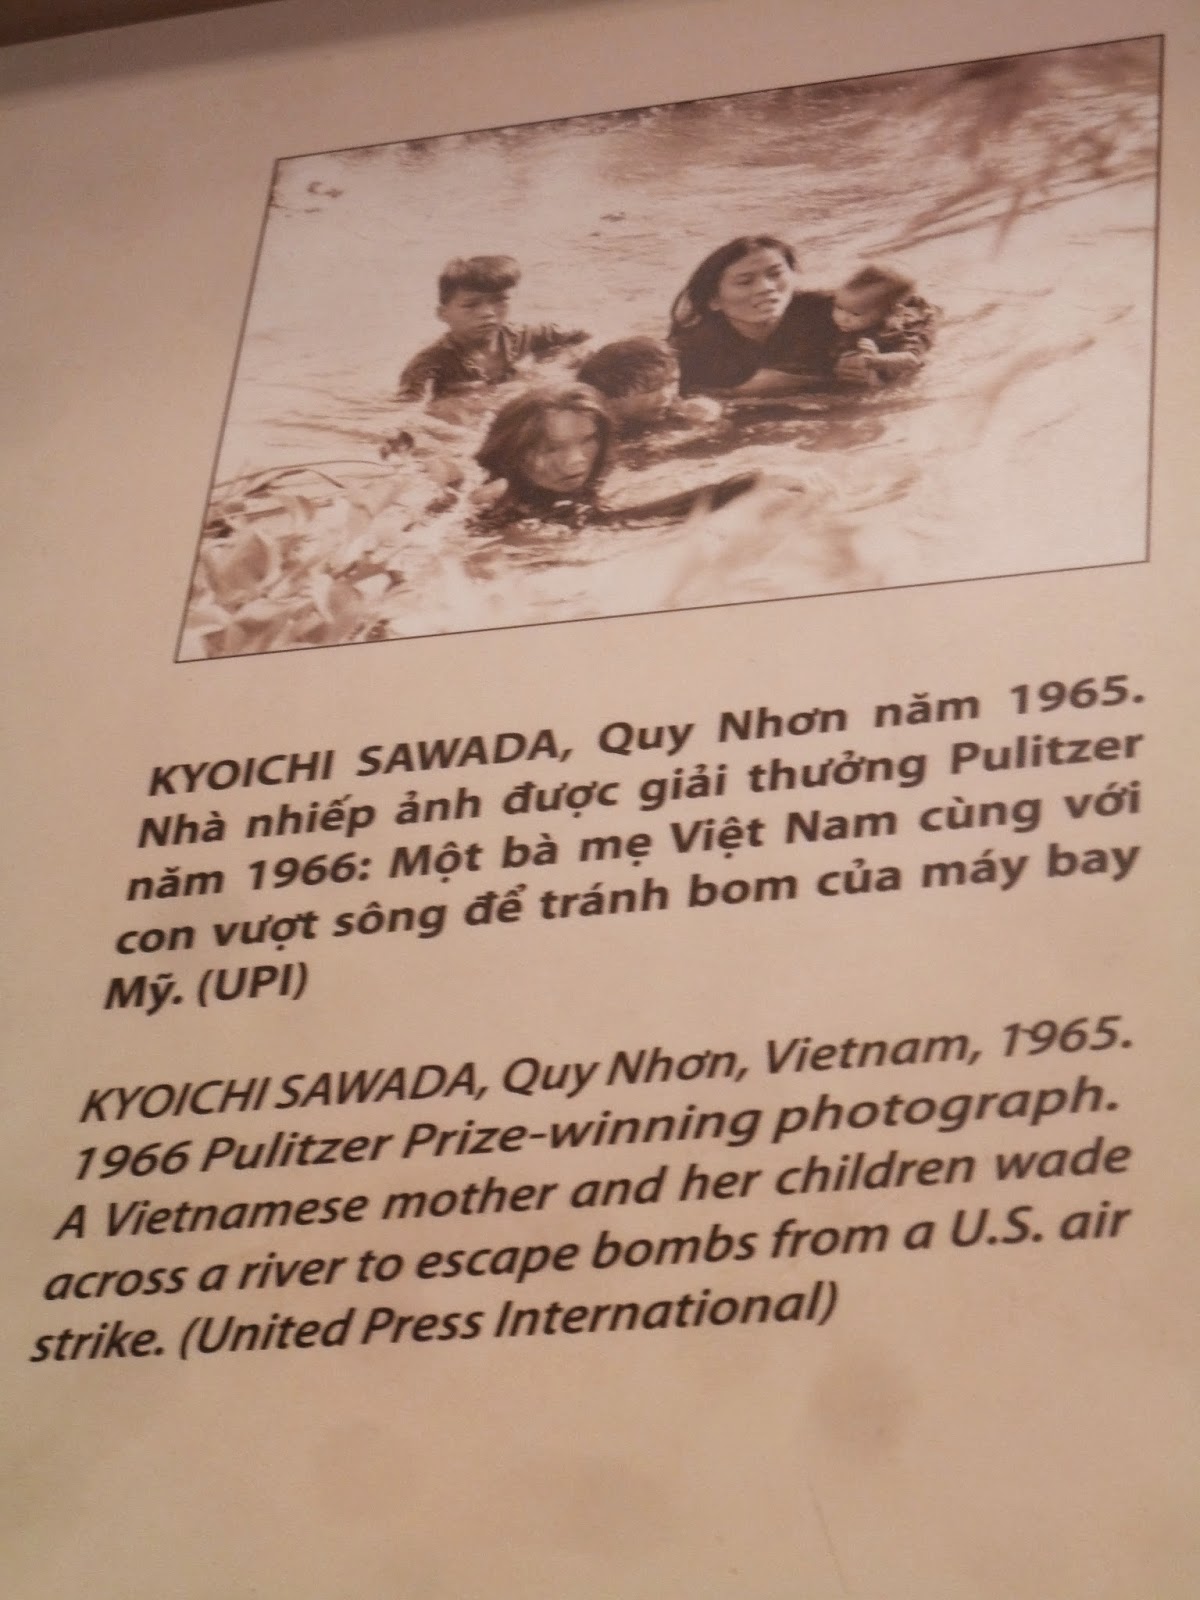 KYOICHI SAWADA, Quy Nhơn năm 1965.
Nhà nhiếp ảnh được giải thưởng Pulitzer
năm 1966: Một bà mẹ Việt Nam cùng với
con vượt sông để tránh bom của máy bay
Mỹ. (UPI)
KYOICHI SAWADA, Quy Nhơn, Vietnam, 1965.
1966 Pulitzer Prize-winning photograph.
A Vietnamese mother and her children wade
across a river to escape bombs from a U.S. air
strike. (United Press International)